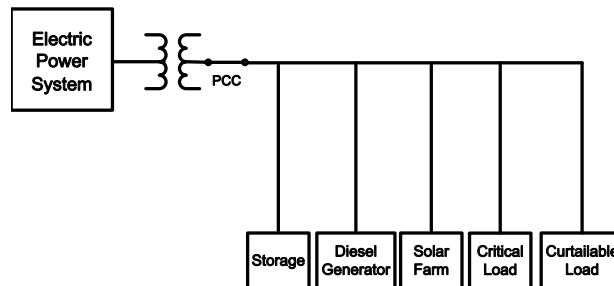 Electric
Power
System
PCC
Storage
Diesel
Generator
Solar
Farm
Critical
Load
Curtailable
Load